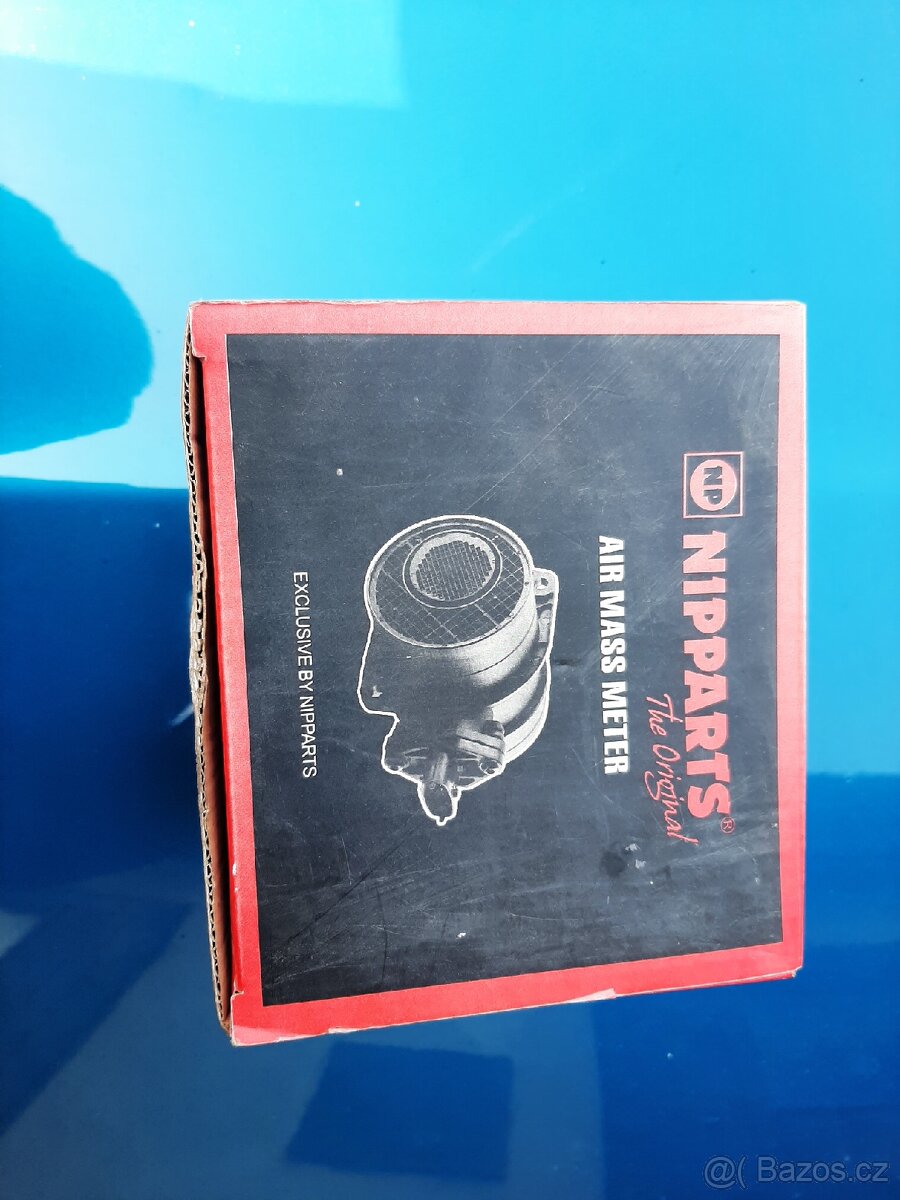 NP NIPPARTS®
The Original
AIR MASS METER
EXCLUSIVE BY NIPPARTS
@( Bazos.cz